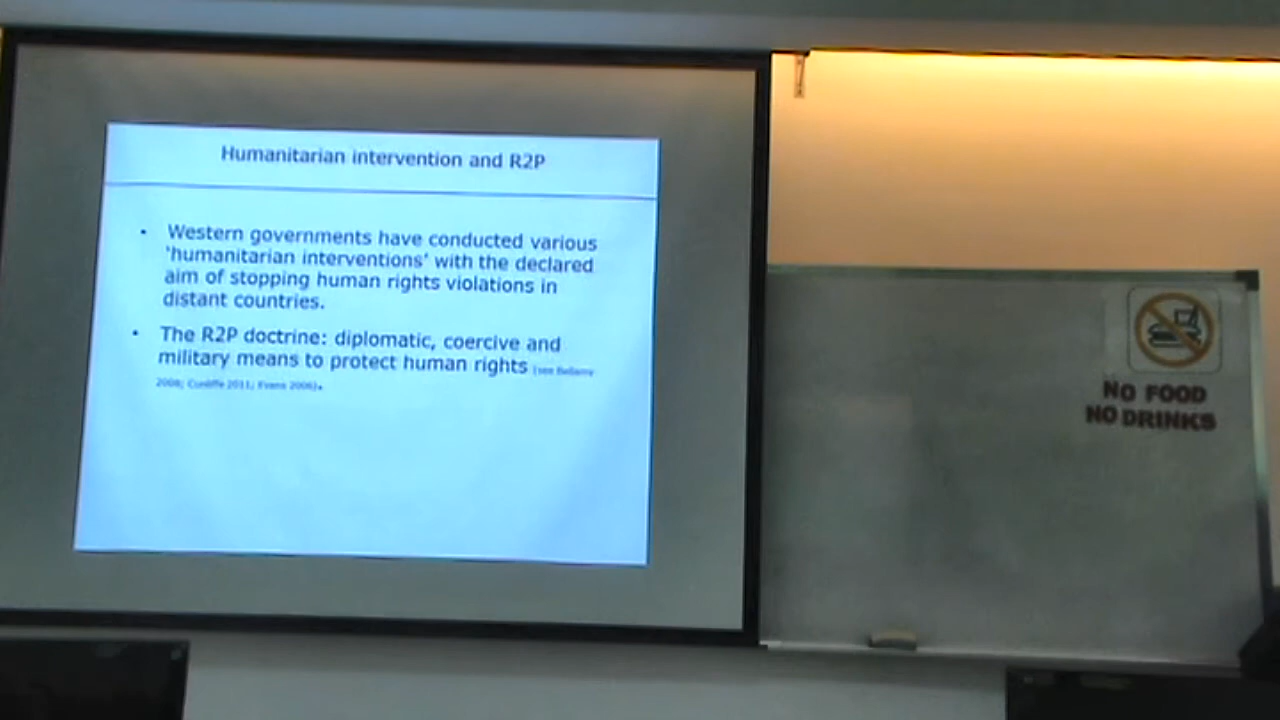 Humanitarian intervention and R2P
• Western governments have conducted various
'humanitarian interventions' with the declared
aim of stopping human rights violations in
distant countries.
• The R2P doctrine: diplomatic, coercive and
military means to protect human rights (see Bellamy
2008; Cunliffe 2011; Evans 2006).
NO FOOD
NO DRINKS